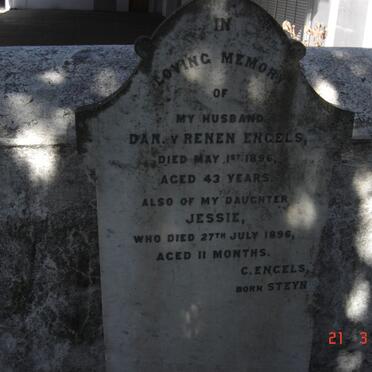 IN
LOVING MEMORY
OF
MY HUSBAND
DAN. V RENEN ENGELS,
DIED MAY 1ST 1896,
AGED 43 YEARS.
ALSO OF MY DAUGHTER
JESSIE,
WHO DIED 27TH JULY 1896,
AGED 11 MONTHS.
C. ENGELS,
BORN STEYN
21 3